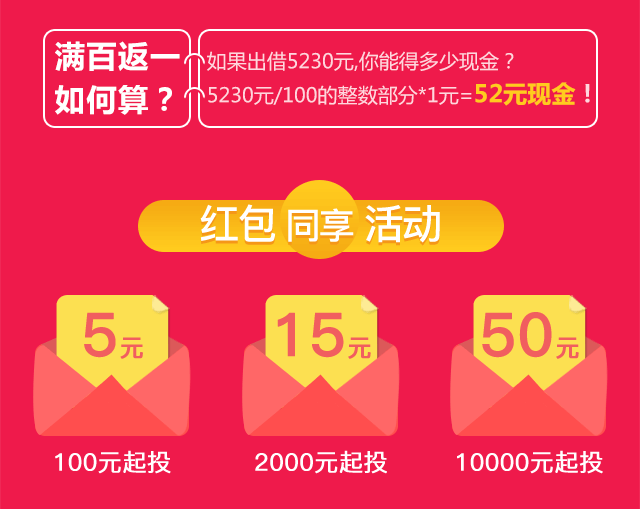 满百返一
如何算？
如果出借5230元,你能得多少现金？
5230元/100的整数部分*1元=52元现金！
红包 同享 活动
5元
15元
50元
100元起投
2000元起投
10000元起投